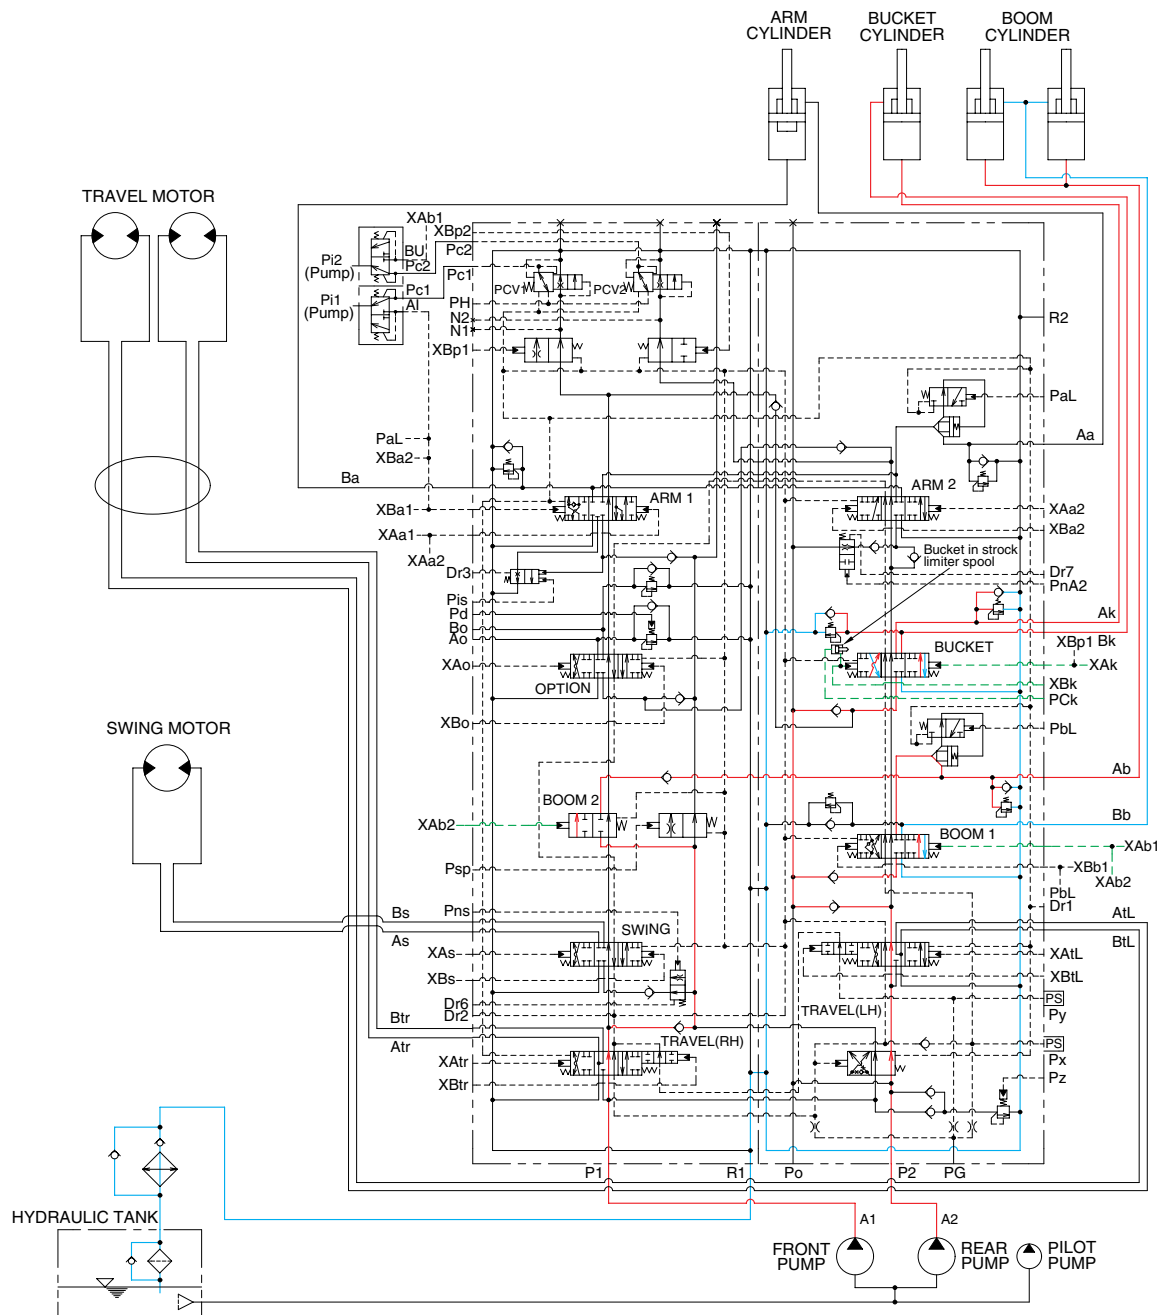 ARM
CYLINDER
BUCKET
CYLINDER
BOOM
CYLINDER
TRAVEL MOTOR
XAb1
XBp2
BU
Pc2
Pc2
Pi2
(Pump)
Pc1
Pc1
Pi1
(Pump)
AI
PCV1
PCV2
PH
N2
N1
XBp1
R2
PaL
Aa
PaL
XBa2
Ba
XBa1
ARM 1
ARM 2
XAa2
XAa1
XBa2
XAa2
Bucket in strock
limiter spool
Dr3
Dr7
Pis
PnA2
Pd
Bo
Ao
Ak
XBp1
Bk
BUCKET
XAo
XAk
OPTION
XBk
PCk
XBo
PbL
SWING MOTOR
Ab
BOOM 2
Bb
XAb2
BOOM 1
XAb1
XBb1
Psp
XAb2
PbL
Dr1
Pns
Bs
AtL
As
SWING
BtL
XAs
XAtL
XBs
XBtL
Dr6
Dr2
PS
Py
TRAVEL(LH)
Btr
TRAVEL(RH)
Atr
PS
XAtr
Px
XBtr
Pz
P1
R1
Po
P2
PG
HYDRAULIC TANK
A1
A2
FRONT
PUMP
REAR
PUMP
PILOT
PUMP